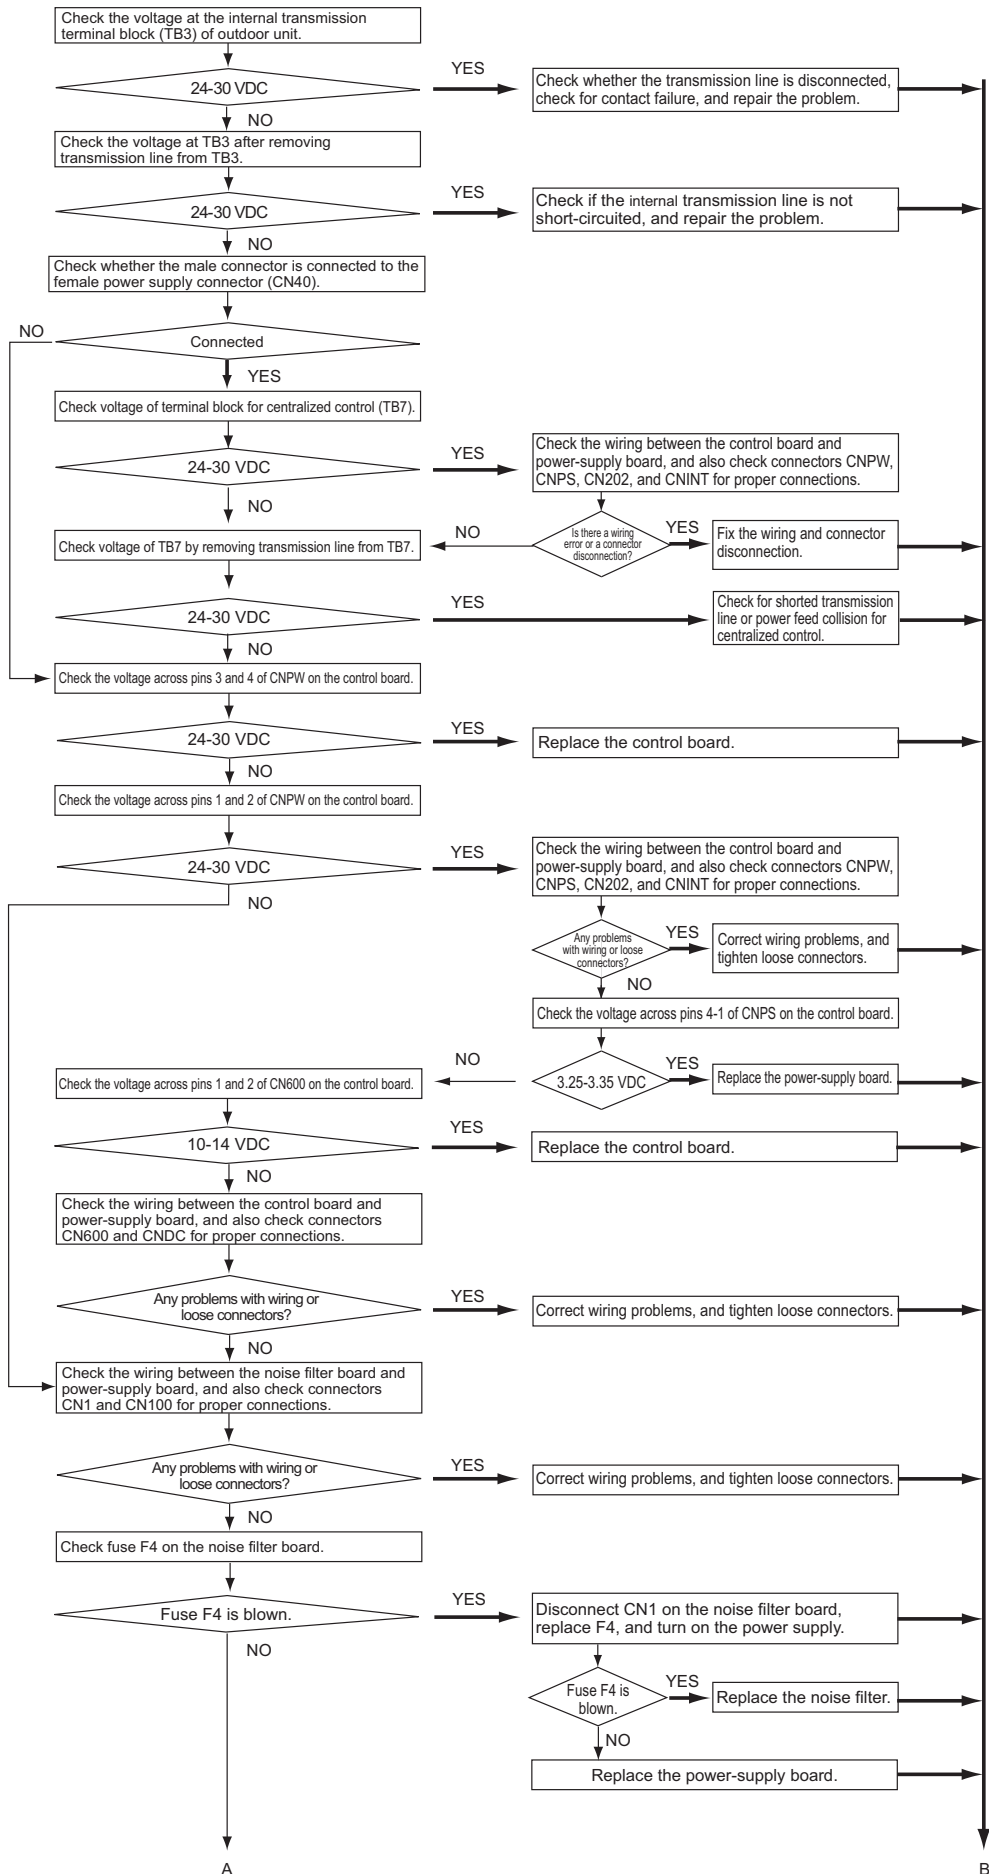 Check the voltage at the internal transmission
terminal block (TB3) of outdoor unit.
24-30 VDC
YES
Check whether the transmission line is disconnected,
check for contact failure, and repair the problem.
NO
Check the voltage at TB3 after removing
transmission line from TB3.
24-30 VDC
YES
Check if the internal transmission line is not
short-circuited, and repair the problem.
NO
Check whether the male connector is connected to the
female power supply connector (CN40).
NO
Connected
YES
Check voltage of terminal block for centralized control (TB7).
24-30 VDC
YES
Check the wiring between the control board and
power-supply board, and also check connectors CNPW,
CNPS, CN202, and CNINT for proper connections.
NO
Is there a wiring
error or a connector
disconnection?
YES
Fix the wiring and connector
disconnection.
NO
Check voltage of TB7 by removing transmission line from TB7.
24-30 VDC
YES
Check for shorted transmission
line or power feed collision for
centralized control.
NO
Check the voltage across pins 3 and 4 of CNPW on the control board.
24-30 VDC
YES
Replace the control board.
NO
Check the voltage across pins 1 and 2 of CNPW on the control board.
24-30 VDC
YES
Check the wiring between the control board and
power-supply board, and also check connectors CNPW,
CNPS, CN202, and CNINT for proper connections.
NO
Any problems
with wiring or loose
connectors?
YES
Correct wiring problems, and
tighten loose connectors.
NO
Check the voltage across pins 4-1 of CNPS on the control board.
3.25-3.35 VDC
YES
Replace the power-supply board.
NO
Check the voltage across pins 1 and 2 of CN600 on the control board.
10-14 VDC
YES
Replace the control board.
NO
Check the wiring between the control board and
power-supply board, and also check connectors
CN600 and CNDC for proper connections.
Any problems with wiring or
loose connectors?
YES
Correct wiring problems, and tighten loose connectors.
NO
Check the wiring between the noise filter board and
power-supply board, and also check connectors
CN1 and CN100 for proper connections.
Any problems with wiring or
loose connectors?
YES
Correct wiring problems, and tighten loose connectors.
NO
Check fuse F4 on the noise filter board.
Fuse F4 is blown.
YES
Disconnect CN1 on the noise filter board,
replace F4, and turn on the power supply.
NO
Fuse F4 is
blown.
YES
Replace the noise filter.
NO
Replace the power-supply board.
A
B